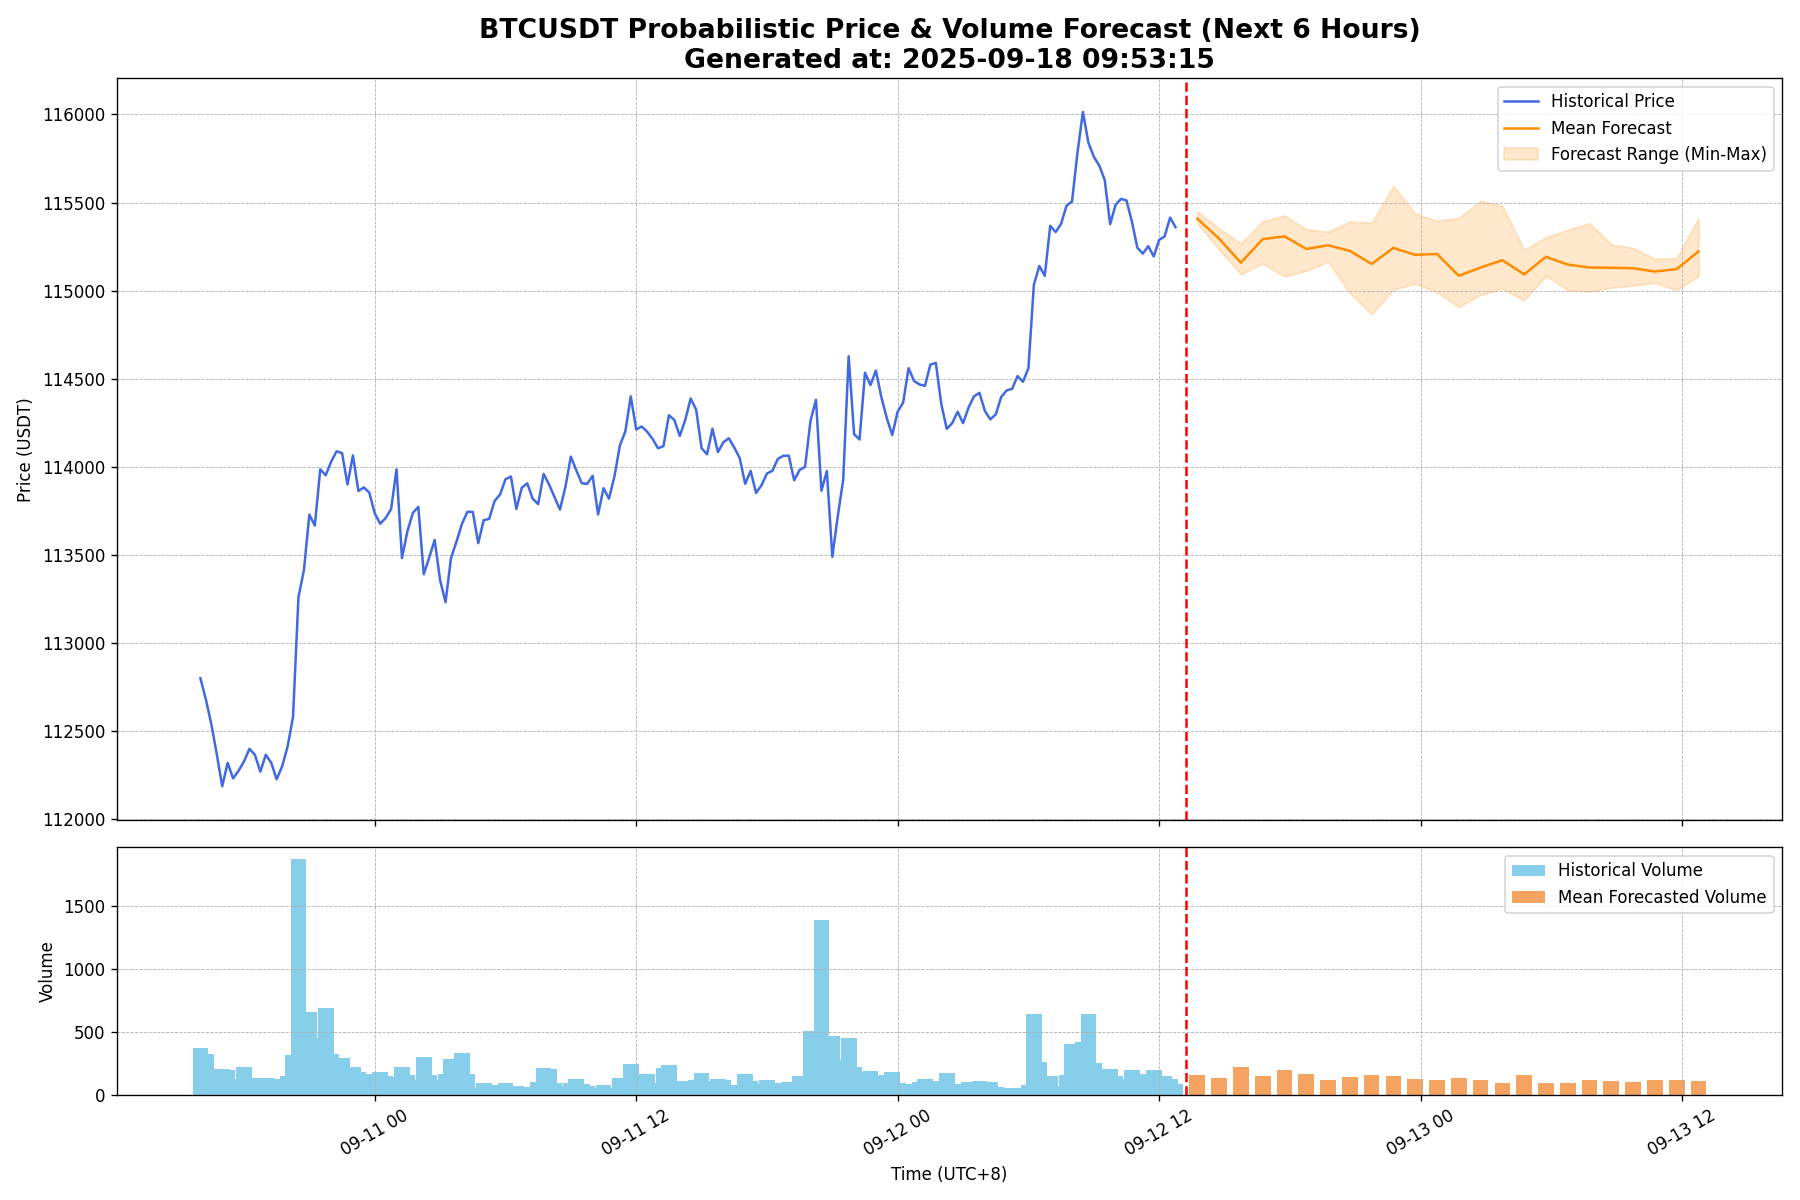 BTCUSDT Probabilistic Price & Volume Forecast (Next 6 Hours)
Generated at: 2025-09-18 09:53:15
Price (USDT)
116000
115500
115000
114500
114000
113500
113000
112500
112000
Historical Price
Mean Forecast
Forecast Range (Min-Max)
Volume
1500
1000
500
0
Historical Volume
Mean Forecasted Volume
09-11 00
09-11 12
09-12 00
09-12 12
09-13 00
09-13 12
Time (UTC+8)